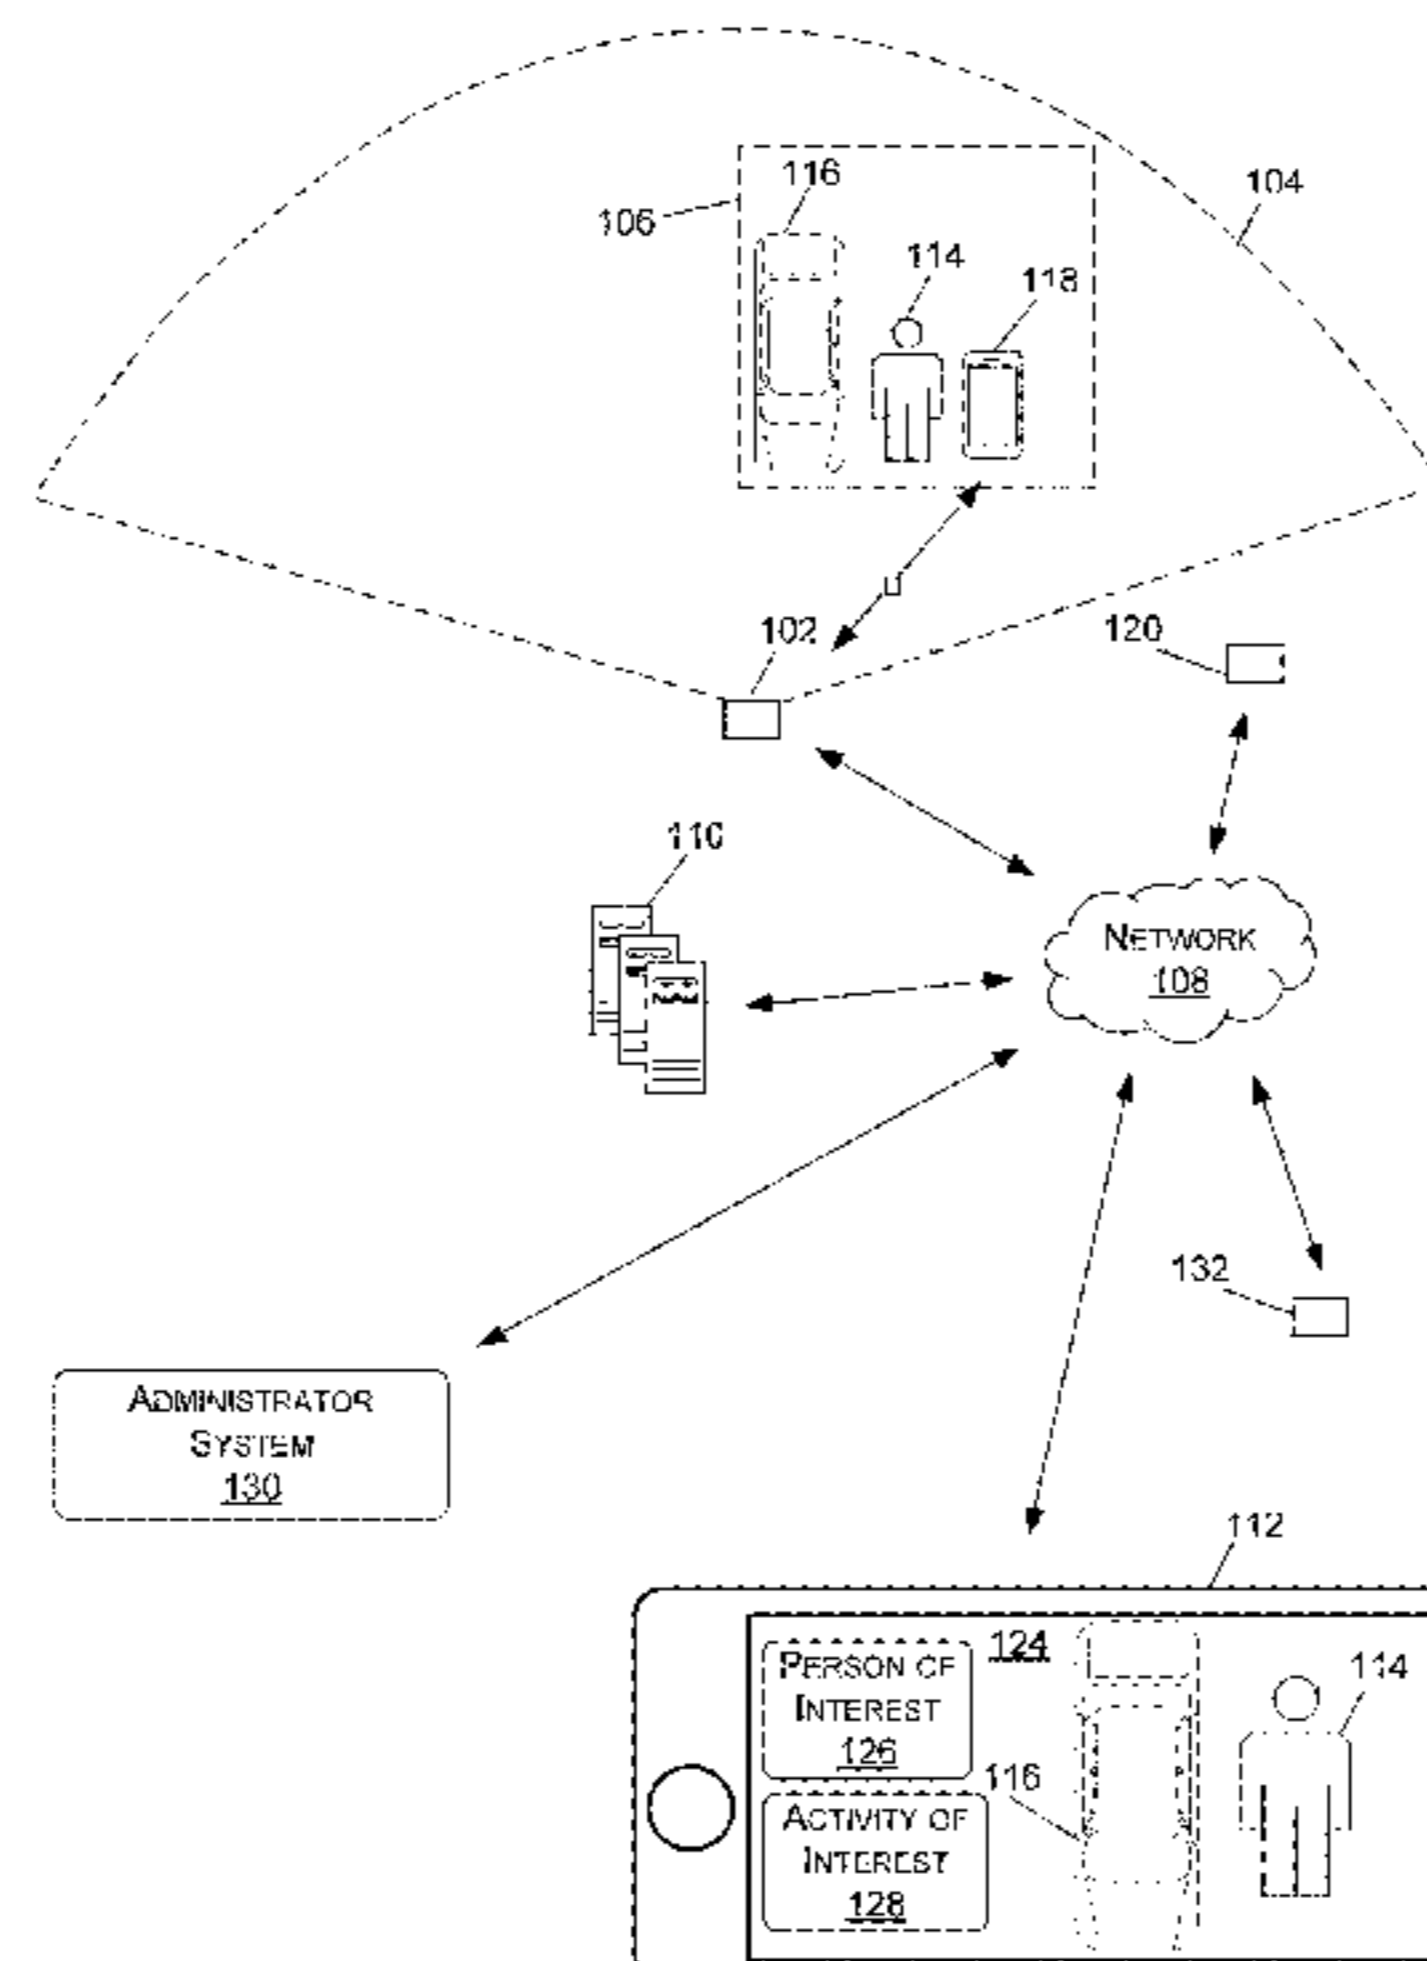 116
104
106
114
118
102
120
110
NETWORK
108
132
ADMINISTRATOR
SYSTEM
130
112
124
PERSON OF
INTEREST
126
114
116
ACTIVITY OF
INTEREST
128